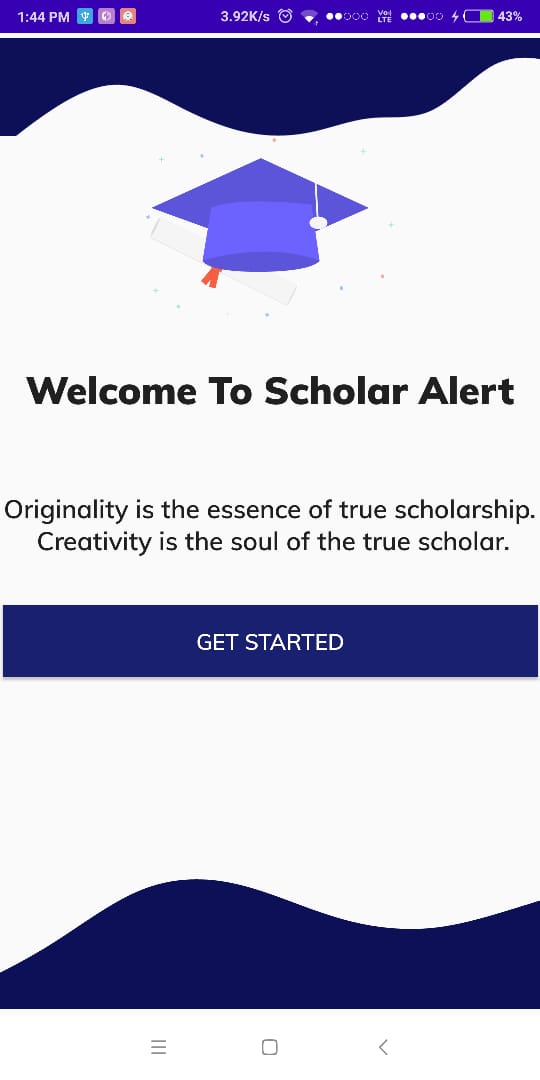 1:44 PM 3.92K/s Vo) LTE 43%
Welcome To Scholar Alert
Originality is the essence of true scholarship.
Creativity is the soul of the true scholar.
GET STARTED